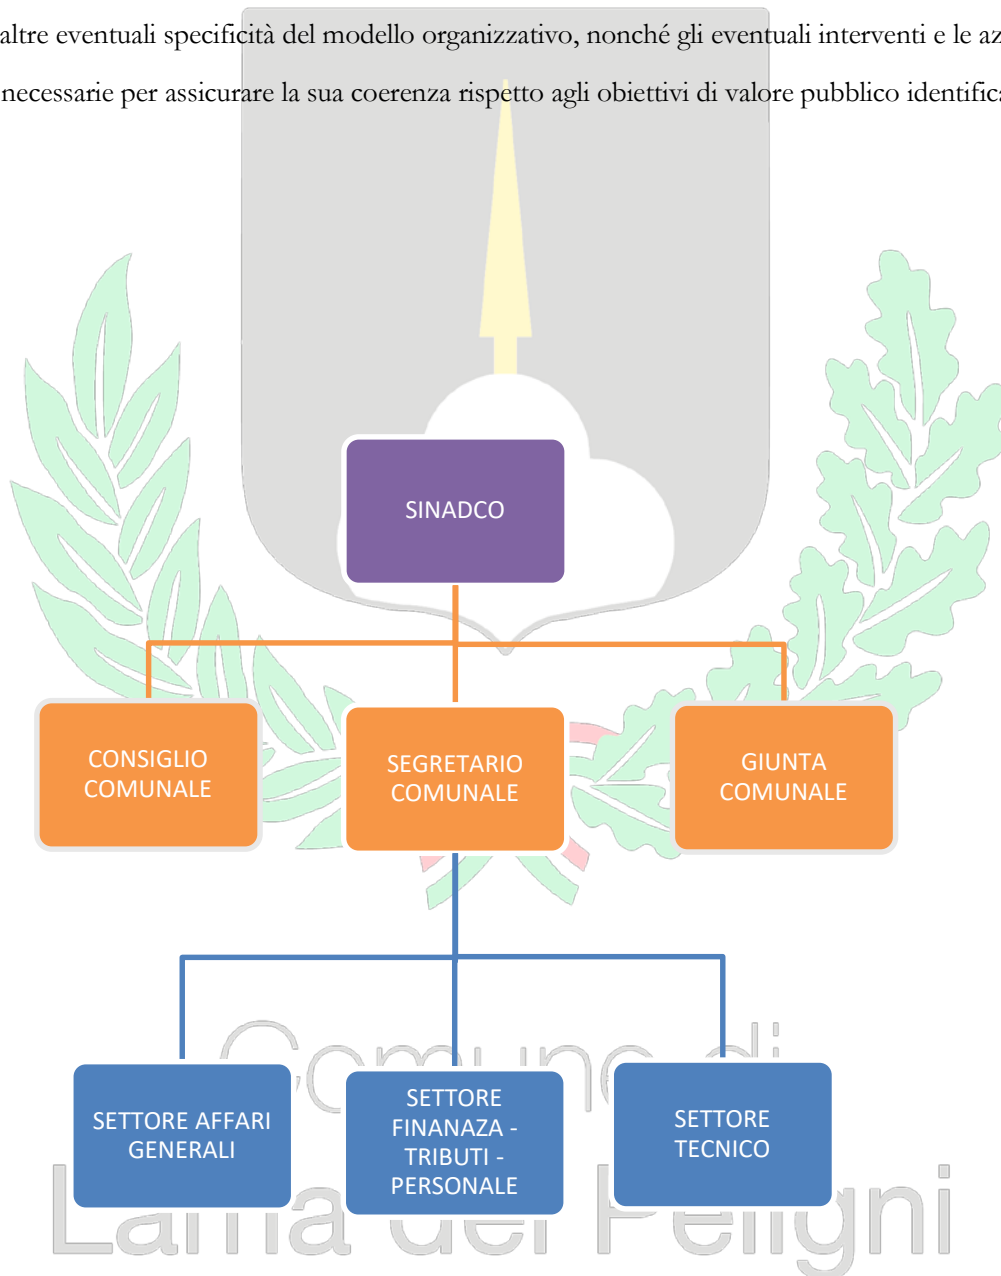 altre eventuali specificità del modello organizzativo, nonché gli eventuali interventi e le az
necessarie per assicurare la sua coerenza rispetto agli obiettivi di valore pubblico identifica
SINADCO
CONSIGLIO
COMUNALE
SEGRETARIO
COMUNALE
GIUNTA
COMUNALE
SETTORE AFFARI
GENERALI
SETTORE
FINANAZA -
TRIBUTI -
PERSONALE
SETTORE
TECNICO
Comune di
Lama dei Peligni